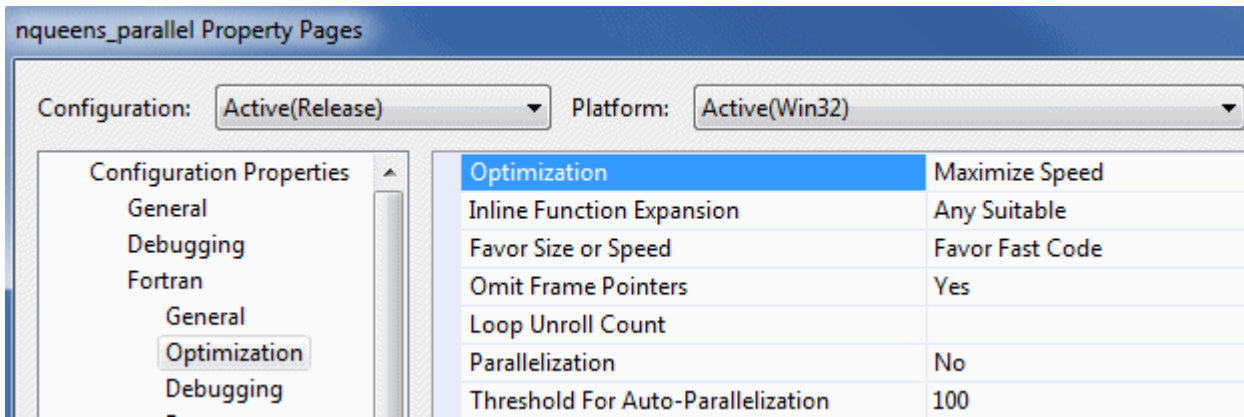 nqueens_parallel Property Pages
Configuration: Active(Release) Platform: Active(Win32)
Configuration Properties
General
Debugging
Fortran
General
Optimization
Debugging
Optimization Maximize Speed
Inline Function Expansion Any Suitable
Favor Size or Speed Favor Fast Code
Omit Frame Pointers Yes
Loop Unroll Count
Parallelization No
Threshold For Auto-Parallelization 100